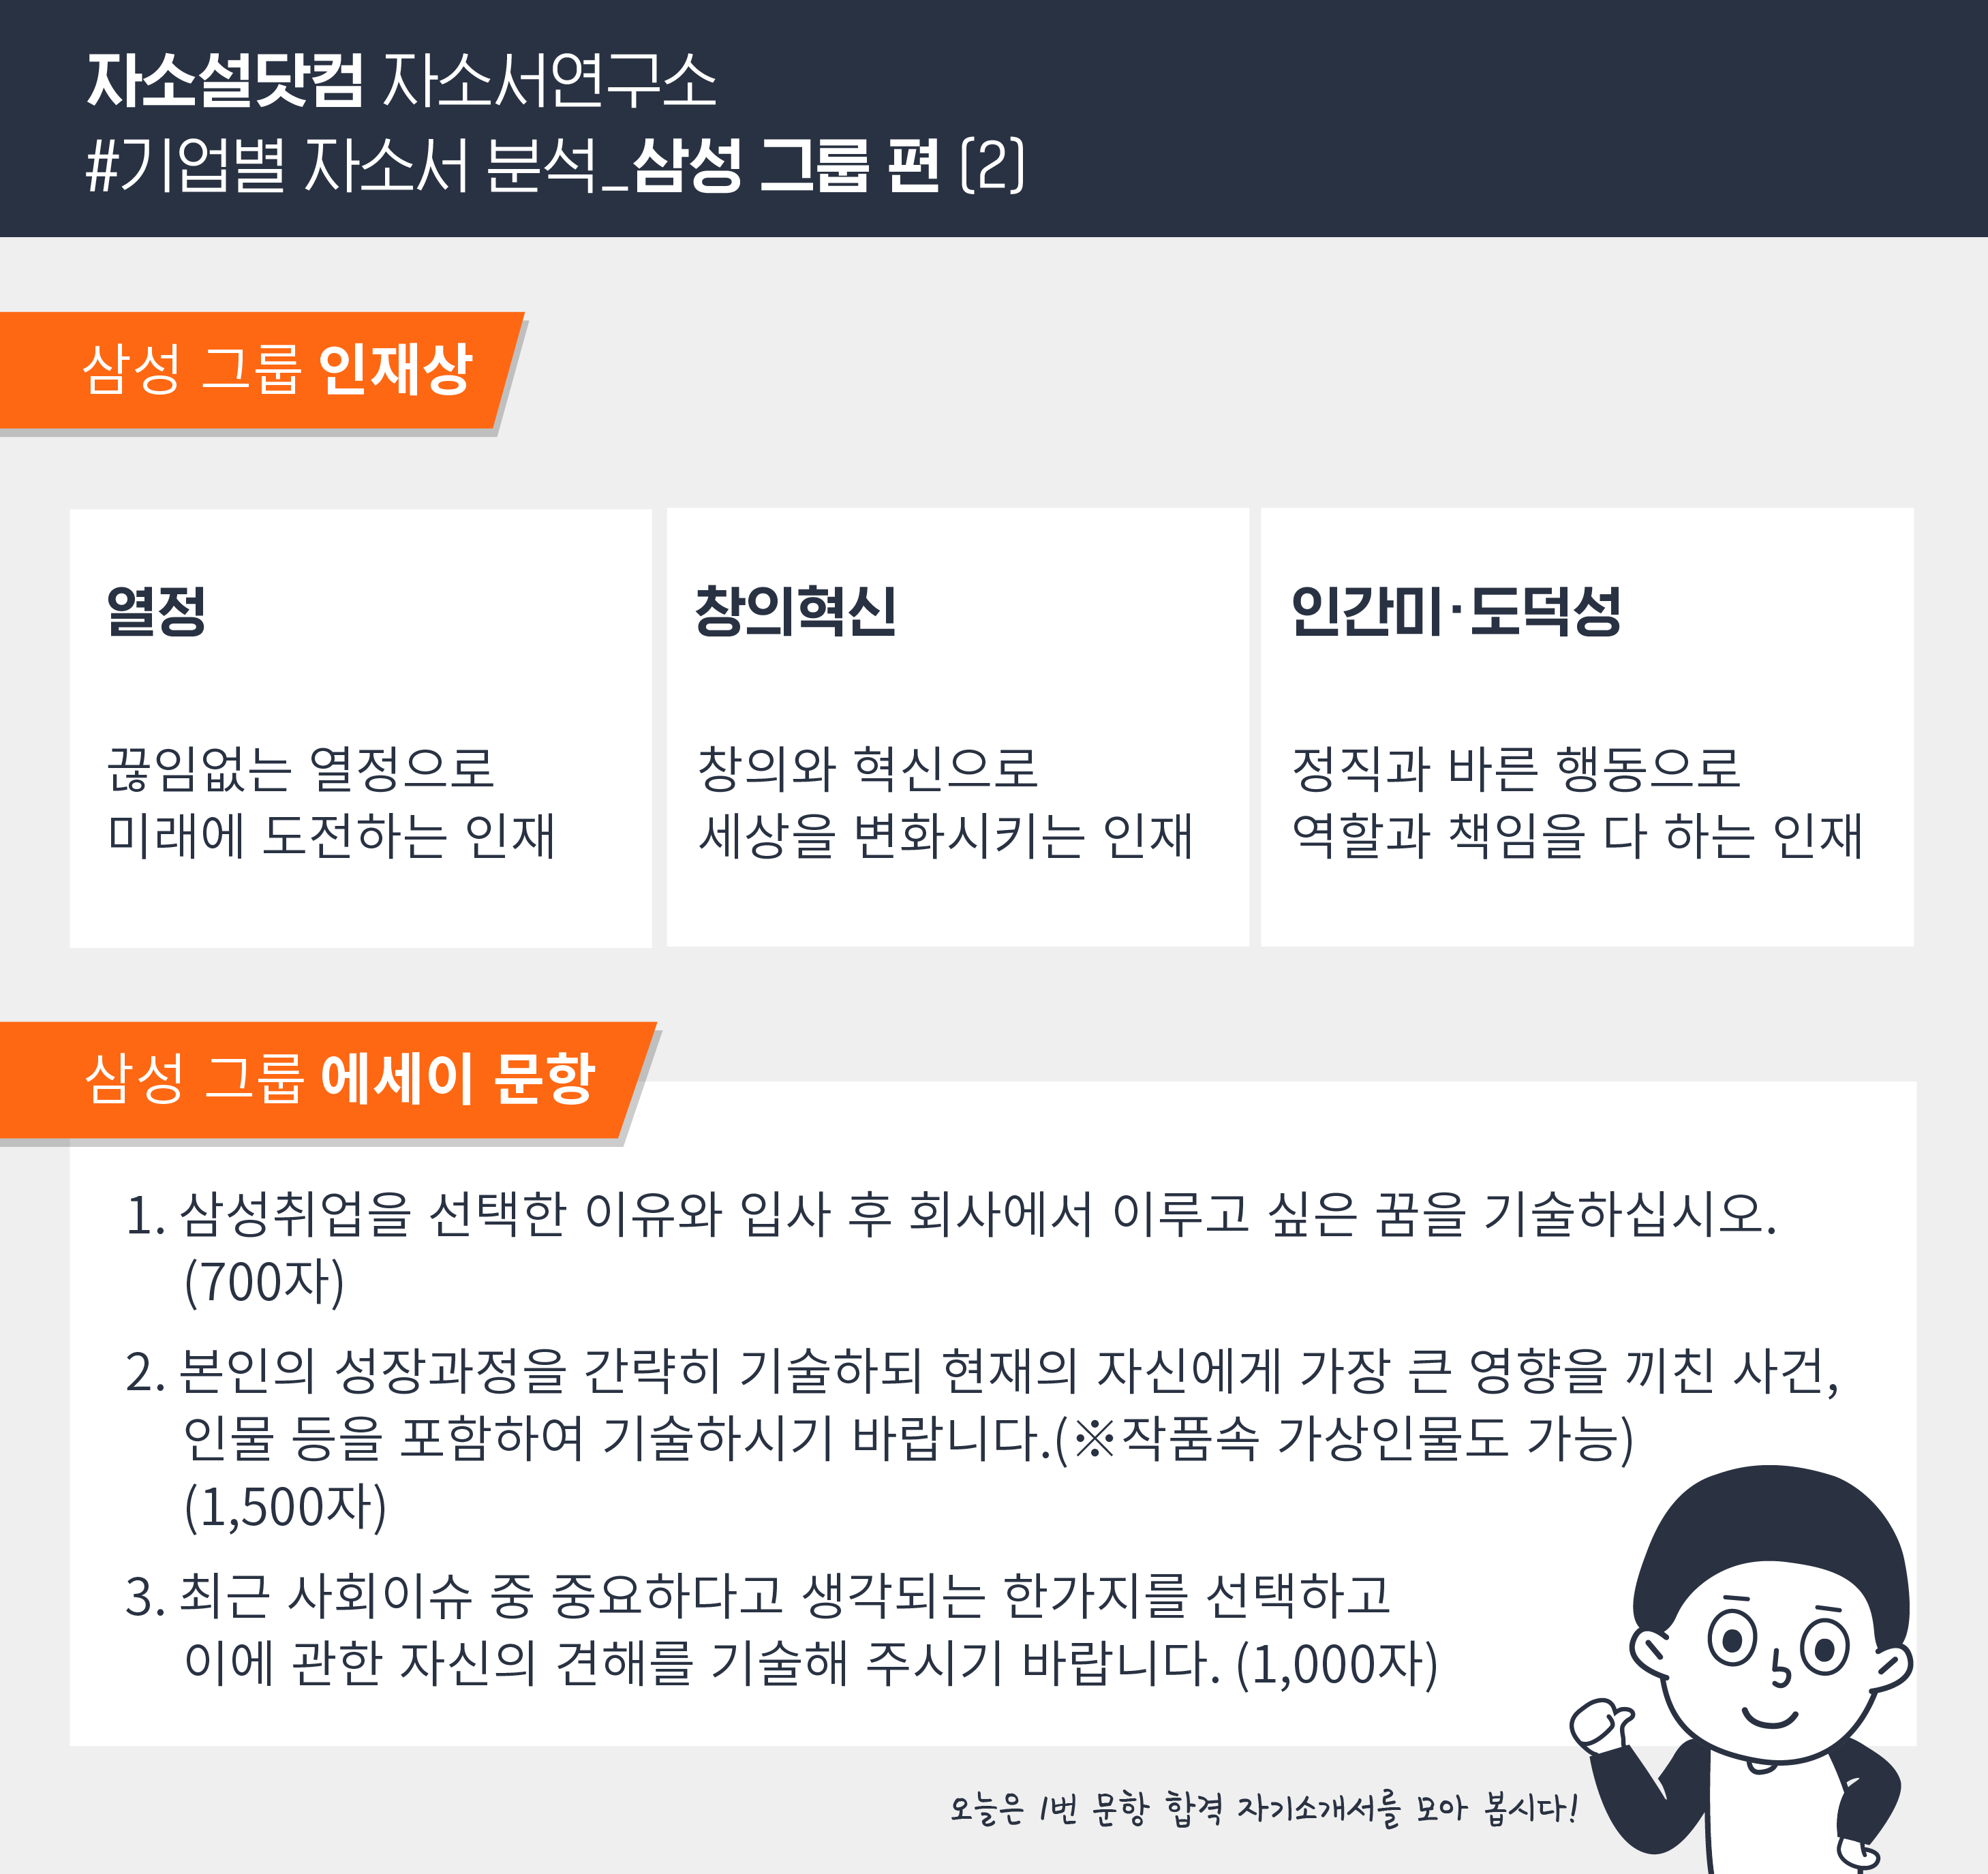 자소설닷컴 자소서연구소
#기업별 자소서 분석_삼성 그룹 편 (2)
삼성 그룹 인재상
열정
끊임없는 열정으로
미래에 도전하는 인재
창의혁신
창의와 혁신으로
세상을 변화시키는 인재
인간미·도덕성
정직과 바른 행동으로
역할과 책임을 다 하는 인재
삼성 그룹 에세이 문항
1. 삼성취업을 선택한 이유와 입사 후 회사에서 이루고 싶은 꿈을 기술하십시오.
(700자)
2. 본인의 성장과정을 간략히 기술하되 현재의 자신에게 가장 큰 영향을 끼친 사건,
인물 등을 포함하여 기술하시기 바랍니다.(※작품속 가상인물도 가능)
(1,500자)
3. 최근 사회이슈 중 중요하다고 생각되는 한가지를 선택하고
이에 관한 자신의 견해를 기술해 주시기 바랍니다. (1,000자)
오늘은 1번 문항 합격 자기소개서를 모아 봅시다!